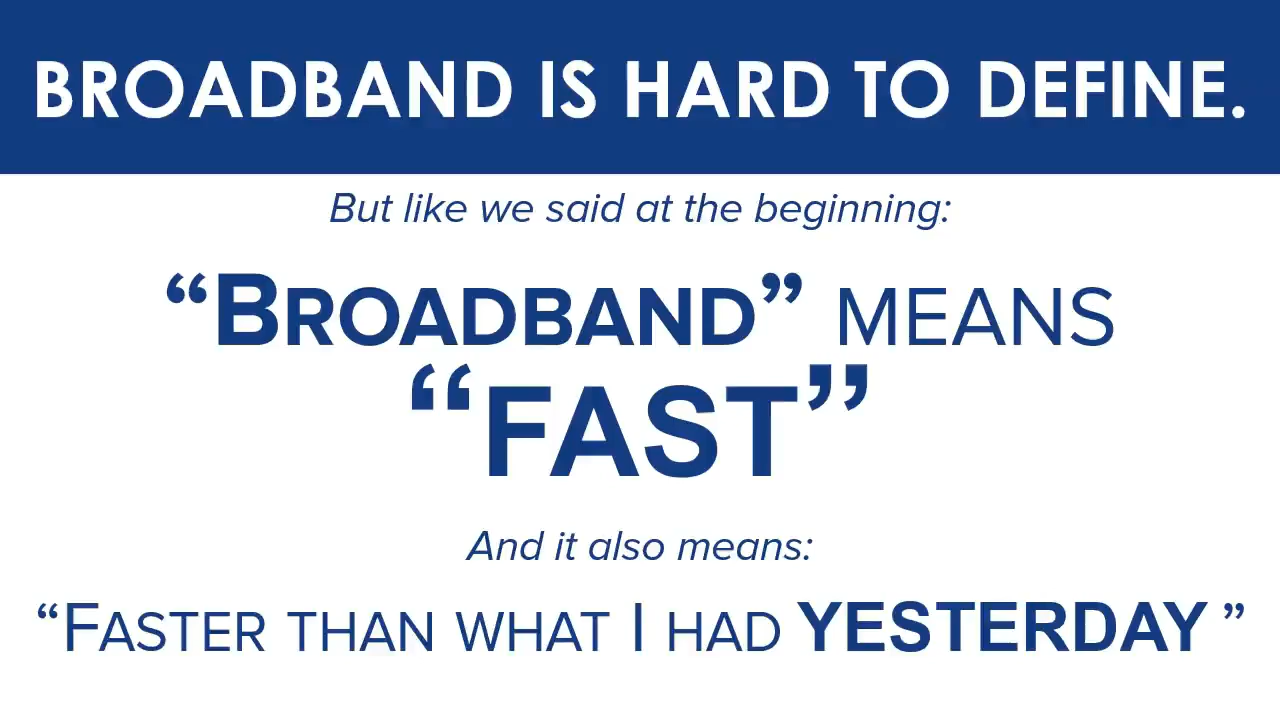 BROADBAND IS HARD TO DEFINE.
But like we said at the beginning:
“BROADBAND” MEANS
“FAST”
And it also means:
“FASTER THAN WHAT I HAD YESTERDAY ”